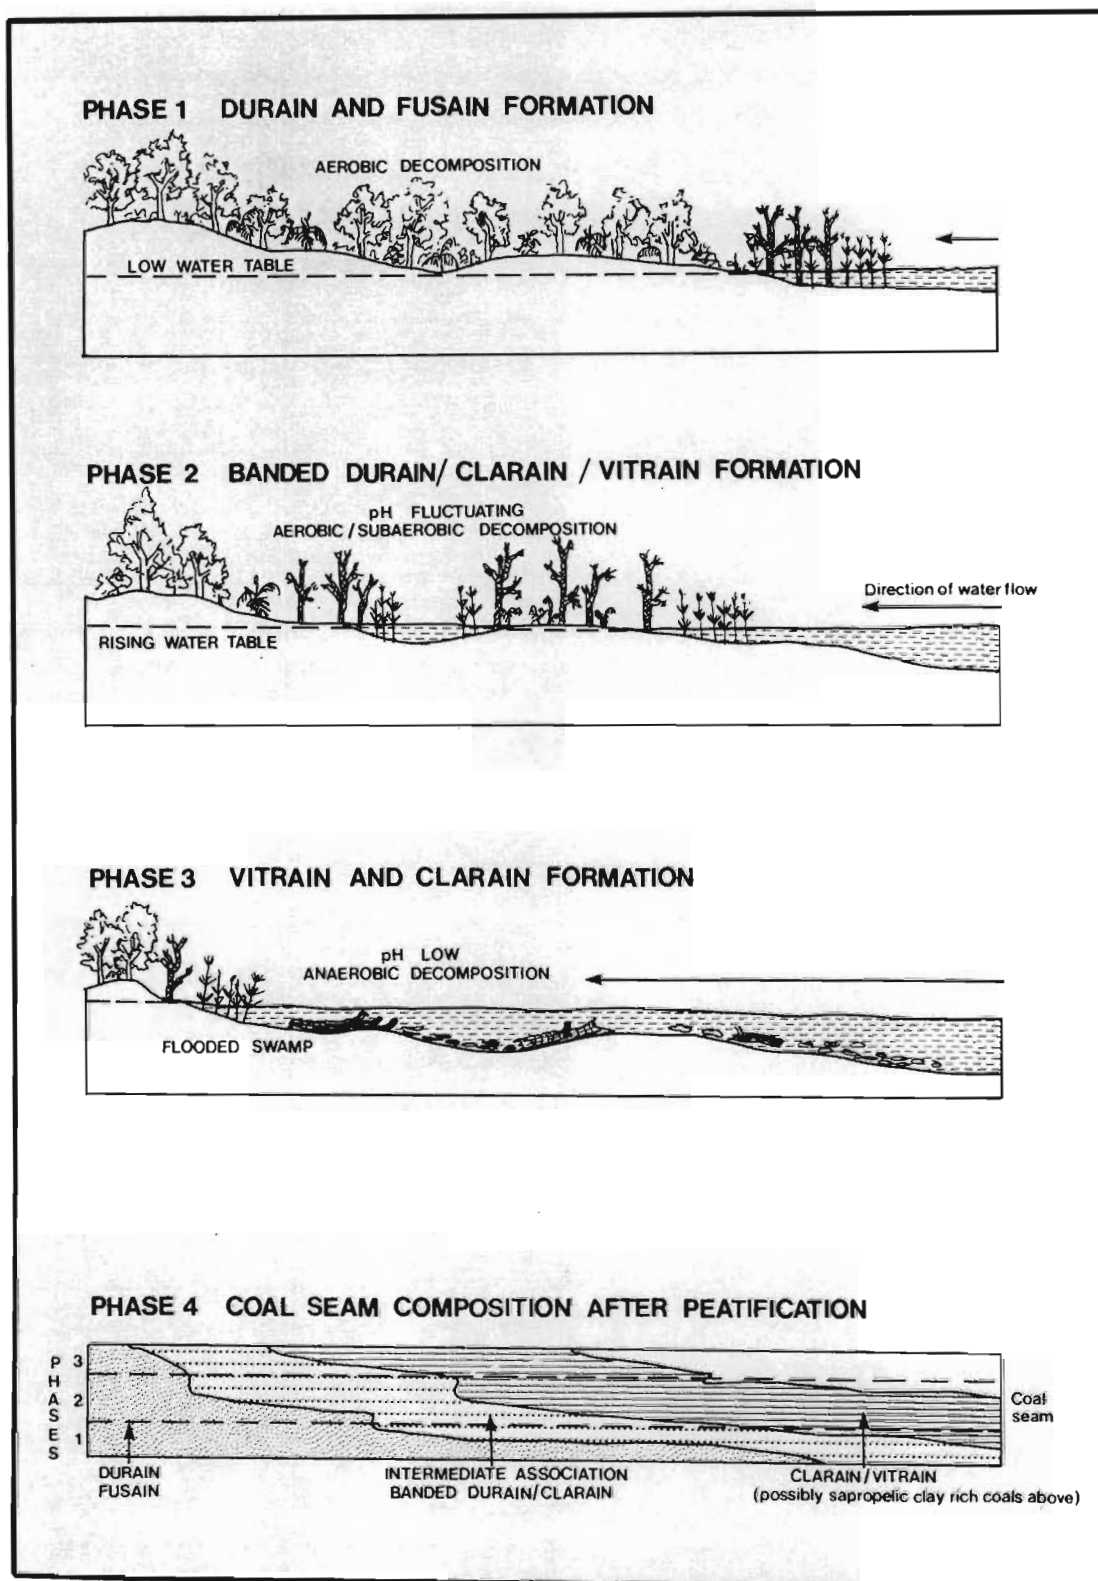 PHASE 1 DURAIN AND FUSAIN FORMATION
AEROBIC DECOMPOSITION
LOW WATER TABLE
PHASE 2 BANDED DURAIN/ CLARAIN / VITRAIN FORMATION
pH FLUCTUATING
AEROBIC / SUBAEROBIC DECOMPOSITION
Direction of water flow
RISING WATER TABLE
PHASE 3 VITRAIN AND CLARAIN FORMATION
pH LOW
ANAEROBIC DECOMPOSITION
FLOODED SWAMP
PHASE 4 COAL SEAM COMPOSITION AFTER PEATIFICATION
PHASES
3
2
1
Coal
seam
DURAIN
FUSAIN
INTERMEDIATE ASSOCIATION
BANDED DURAIN/CLARAIN
CLARAIN/VITRAIN
(possibly sapropelic clay rich coals above)